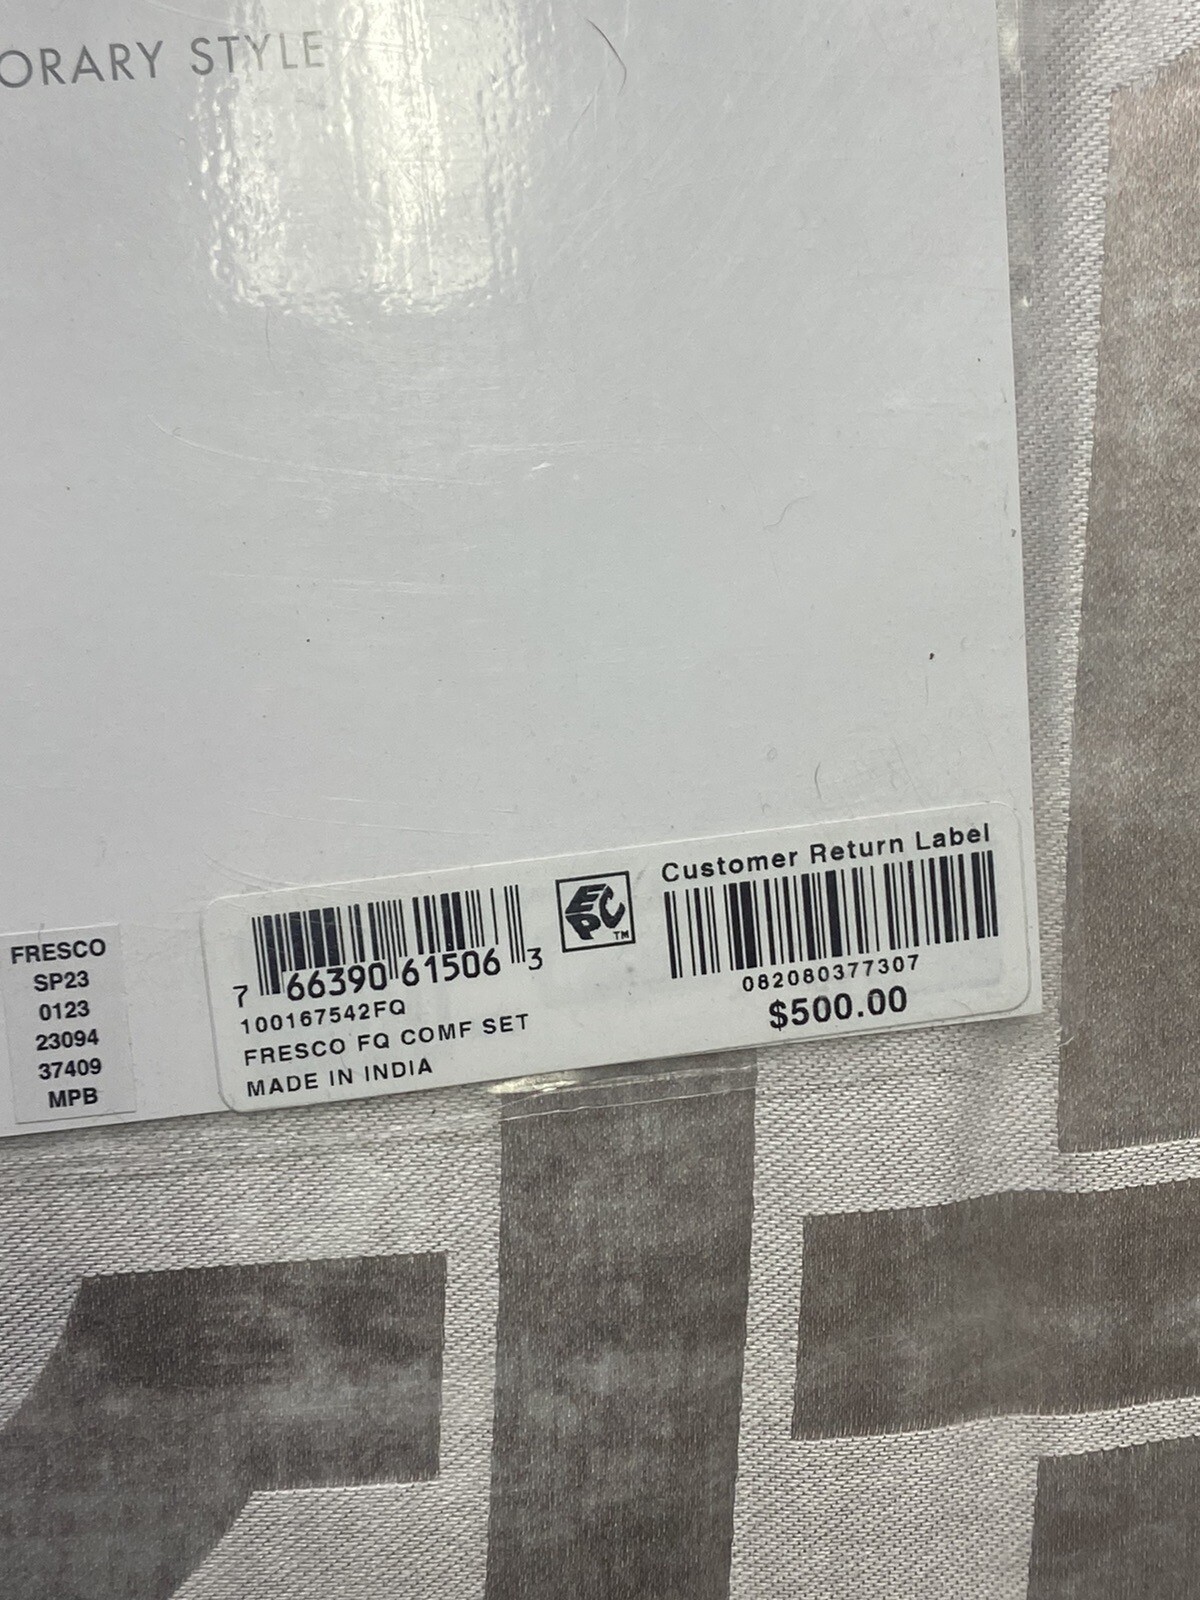 ORARY STYLE
FRESCO
SP23
0123
23094
37409
MPB
7 66390 61506 3
100167542FQ
FRESCO FQ COMF SET
MADE IN INDIA
EPC
TM
Customer Return Label
082080377307
$500.00